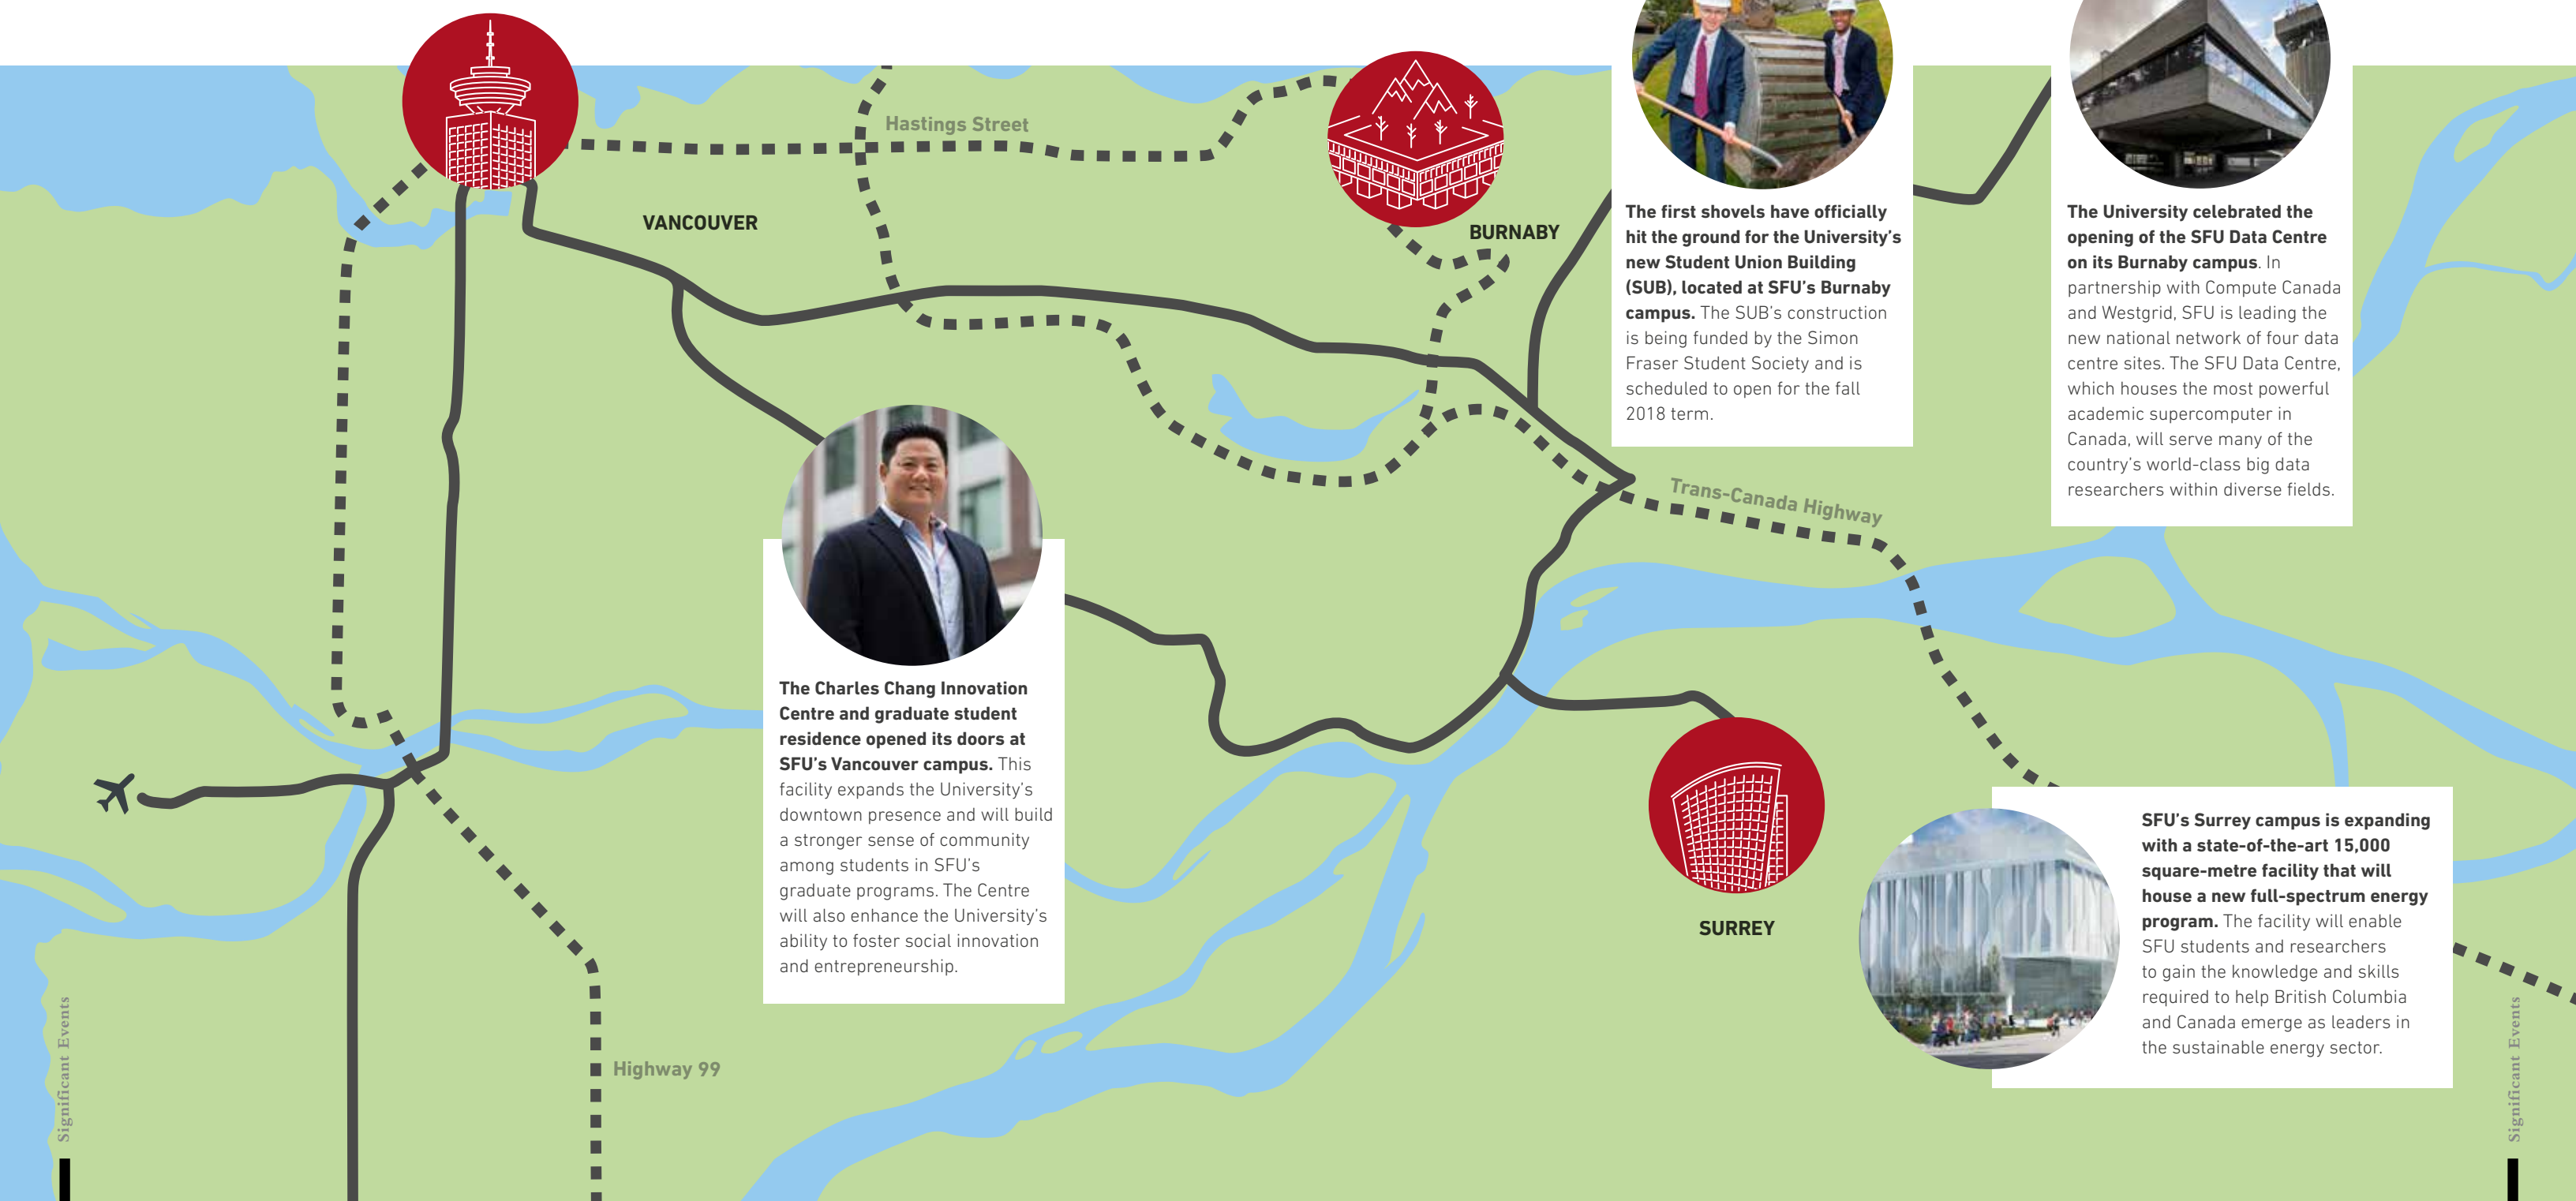 Hastings Street
VANCOUVER
BURNABY
The first shovels have officially
hit the ground for the University's
new Student Union Building
(SUB), located at SFU's Burnaby
campus. The SUB's construction
is being funded by the Simon
Fraser Student Society and is
scheduled to open for the fall
2018 term.
The University celebrated the
opening of the SFU Data Centre
on its Burnaby campus. In
partnership with Compute Canada
and Westgrid, SFU is leading the
new national network of four data
centre sites. The SFU Data Centre,
which houses the most powerful
academic supercomputer in
Canada, will serve many of the
country's world-class big data
researchers within diverse fields.
Trans-Canada Highway
The Charles Chang Innovation
Centre and graduate student
residence opened its doors at
SFU's Vancouver campus. This
facility expands the University's
downtown presence and will build
a stronger sense of community
among students in SFU's
graduate programs. The Centre
will also enhance the University's
ability to foster social innovation
and entrepreneurship.
SURREY
SFU's Surrey campus is expanding
with a state-of-the-art 15,000
square-metre facility that will
house a new full-spectrum energy
program. The facility will enable
SFU students and researchers
to gain the knowledge and skills
required to help British Columbia
and Canada emerge as leaders in
the sustainable energy sector.
Highway 99
Significant Events
Significant Events